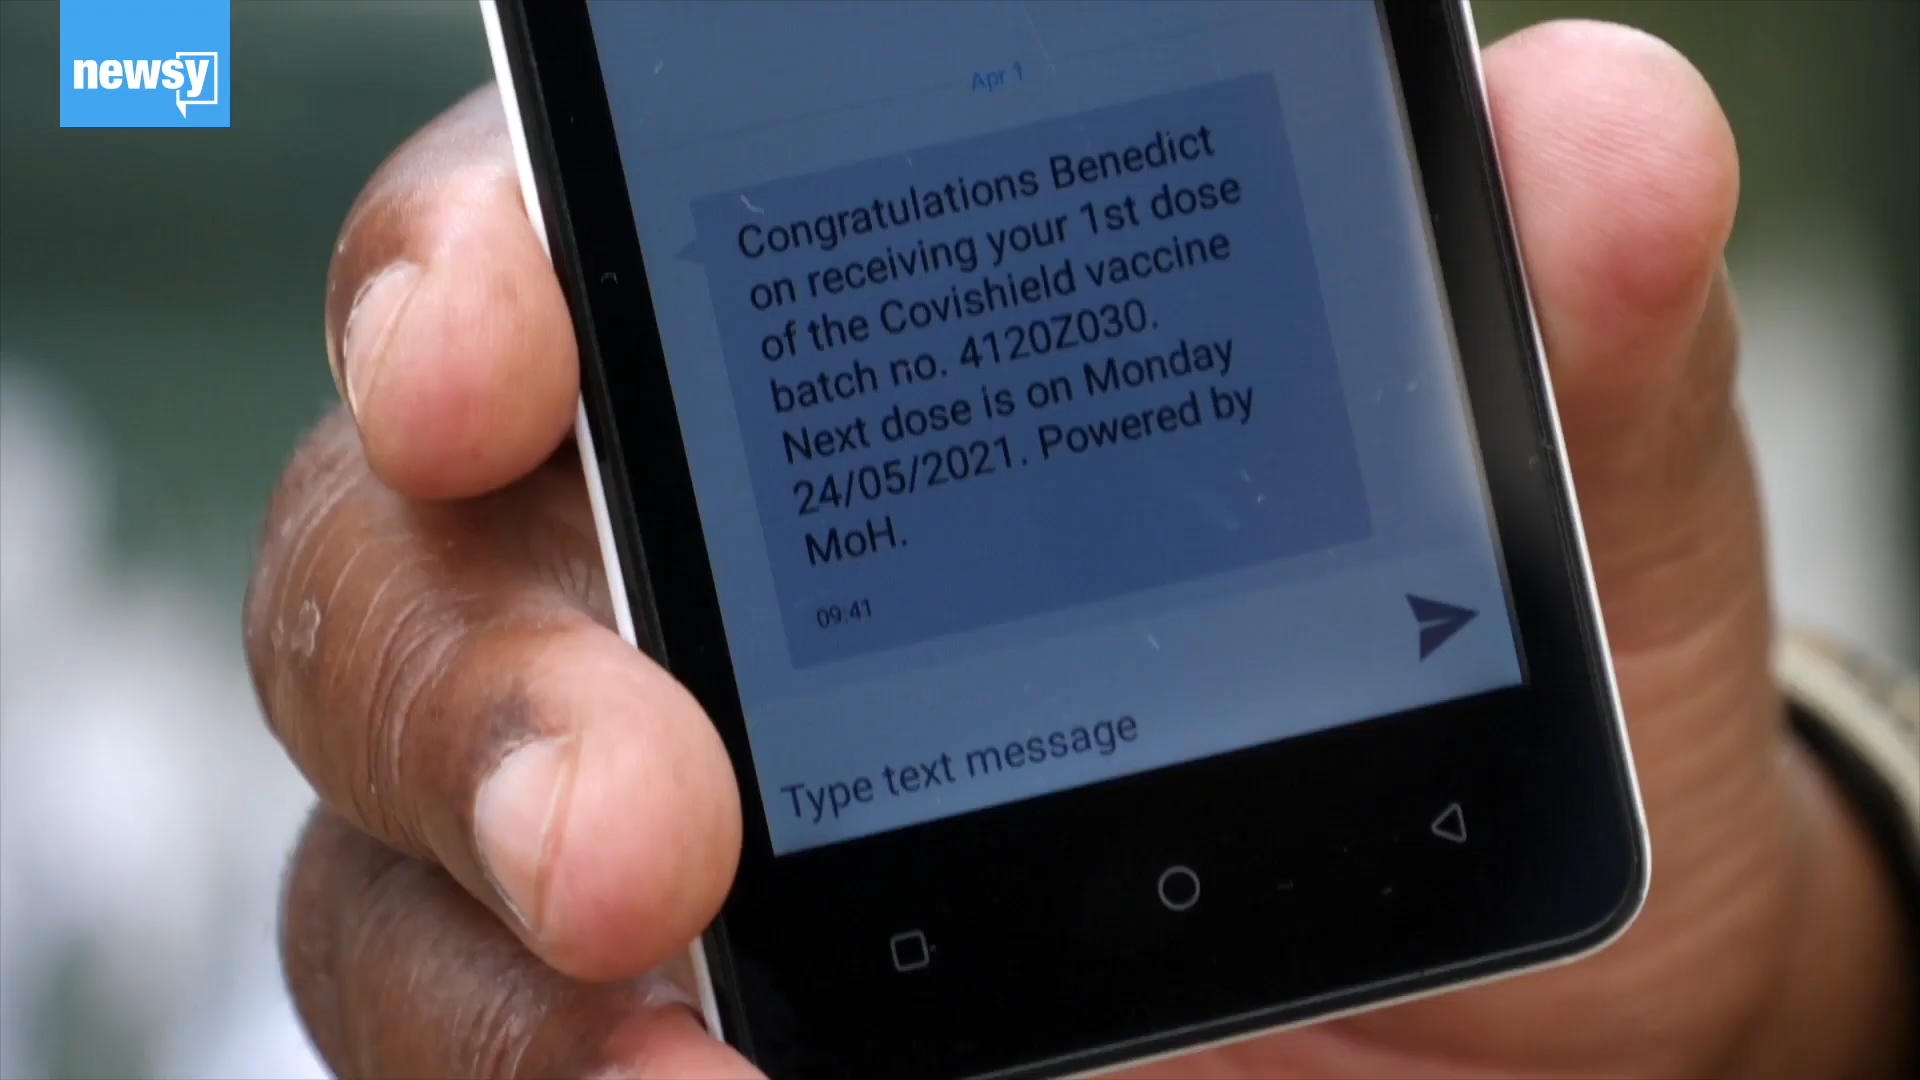 newsy
Apr 1
Congratulations Benedict
on receiving your 1st dose
of the Covishield vaccine
batch no. 4120Z030.
Next dose is on Monday
24/05/2021. Powered by
MoH.
09:41
Type text message